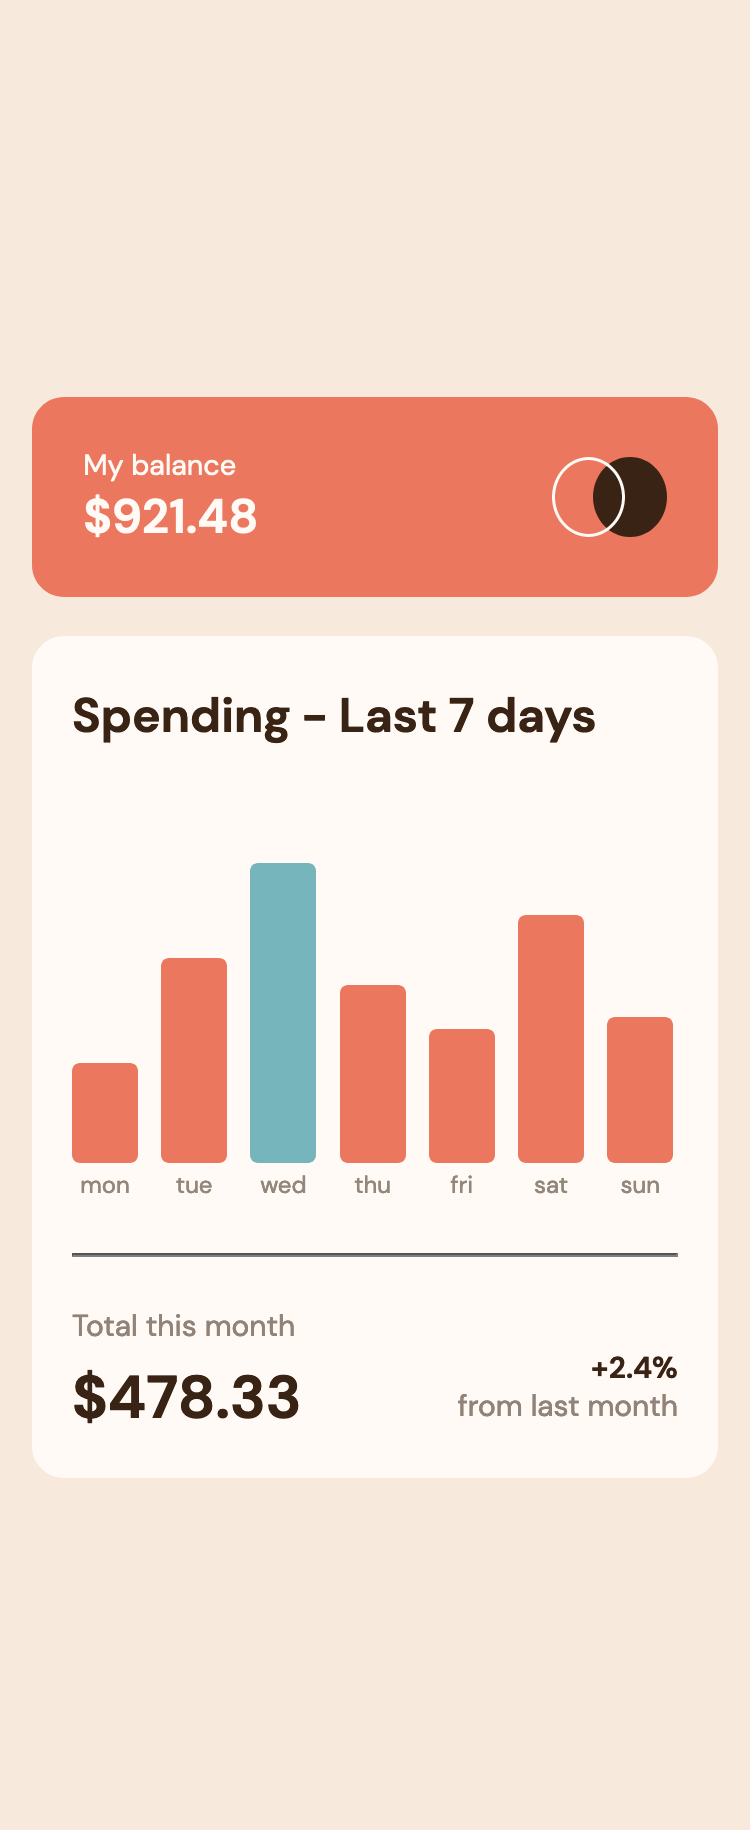 My balance
$921.48
Spending - Last 7 days
mon tue wed thu fri sat sun
Total this month
$478.33
+2.4%
from last month